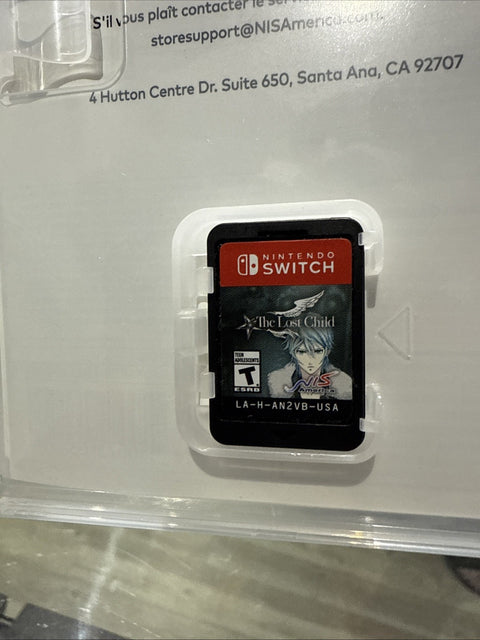 S'il vous plaît contacter le
storesupport@NISAmerica.com.
4 Hutton Centre Dr. Suite 650, Santa Ana, CA 92707
NINTENDO
SWITCH
The Lost Child
TEEN
ADOLESCENTS
T
ESRB
NIS
America
LA-H-AN2VB-USA